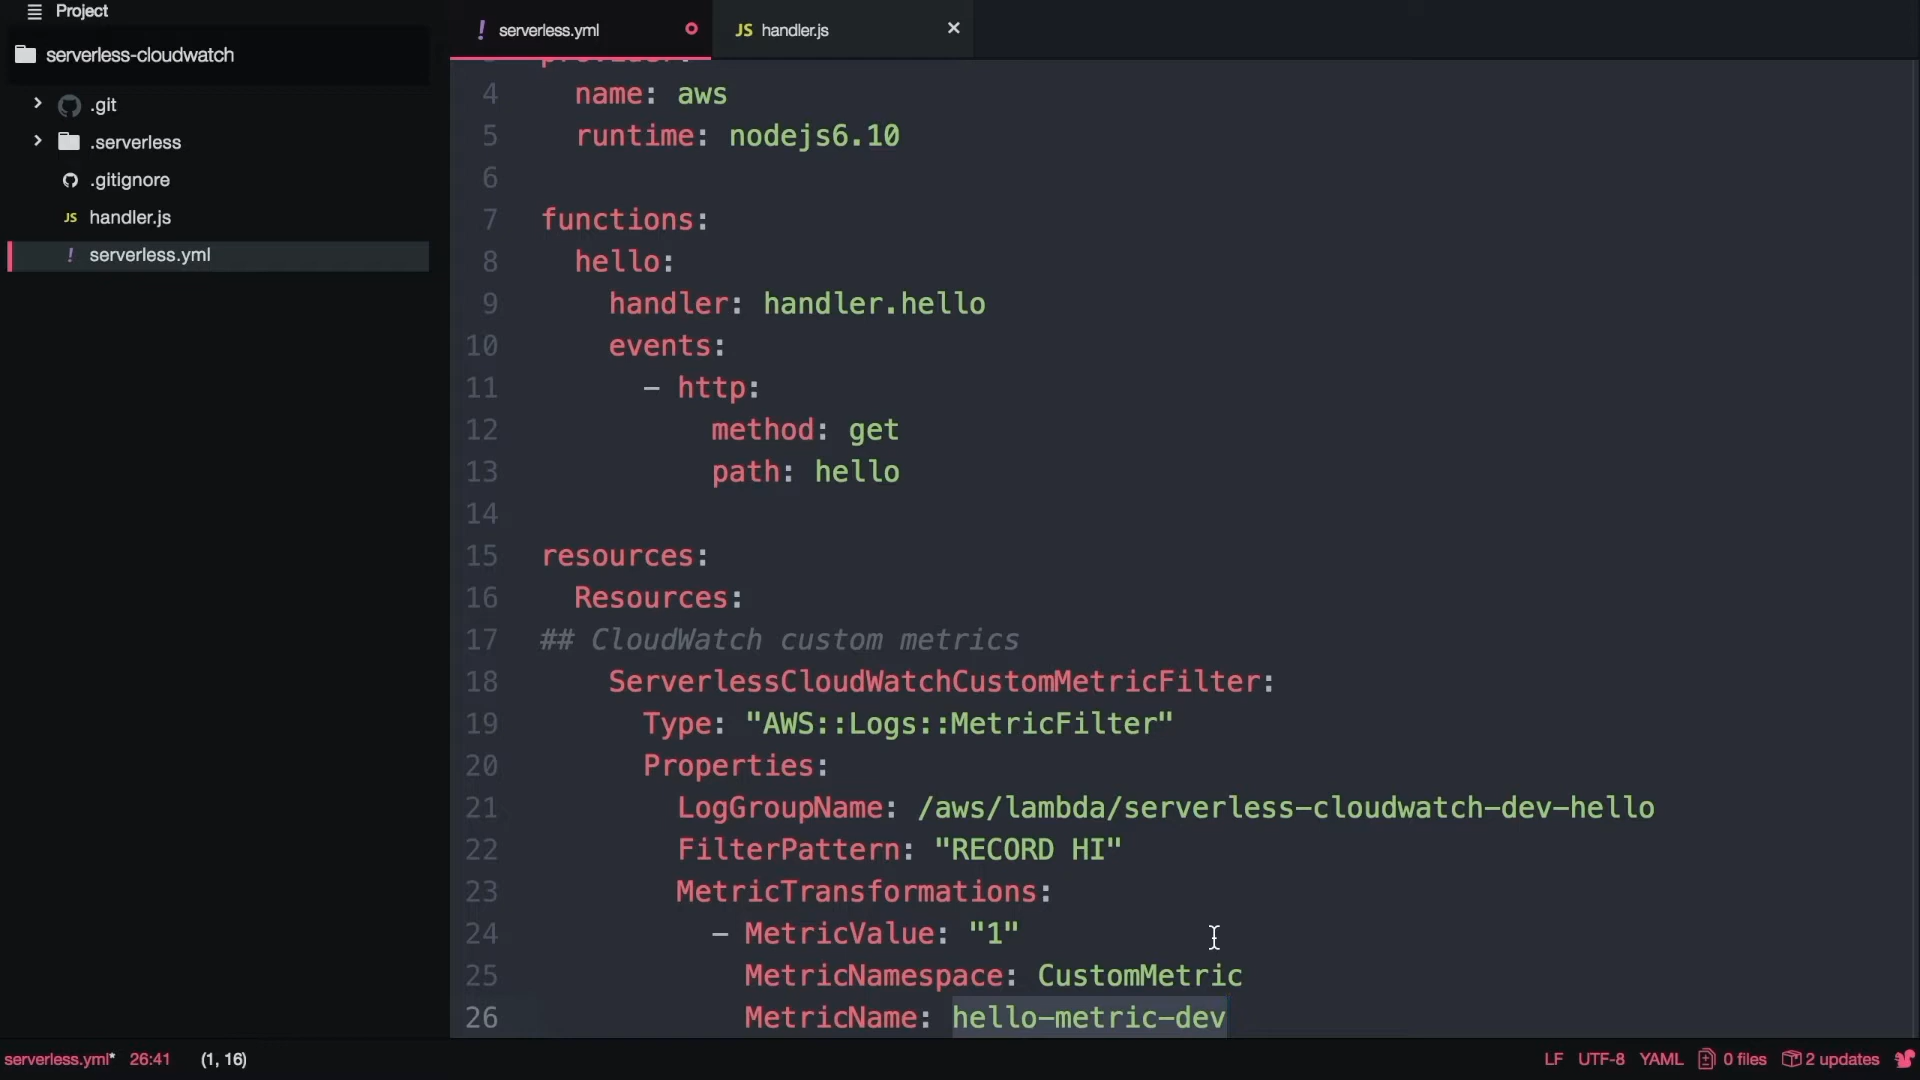 Project
serverless-cloudwatch
.git
.serverless
.gitignore
JS handler.js
! serverless.yml
! serverless.yml
JS handler.js ×
4 name: aws
5 runtime: nodejs6.10
6
7 functions:
8 hello:
9 handler: handler.hello
10 events:
11 - http:
12 method: get
13 path: hello
14
15 resources:
16 Resources:
17 ## CloudWatch custom metrics
18 ServerlessCloudWatchCustomMetricFilter:
19 Type: "AWS::Logs::MetricFilter"
20 Properties:
21 LogGroupName: /aws/lambda/serverless-cloudwatch-dev-hello
22 FilterPattern: "RECORD HI"
23 MetricTransformations:
24 - MetricValue: "1"
25 MetricNamespace: CustomMetric
26 MetricName: hello-metric-dev
serverless.yml* 26:41 (1, 16) LF UTF-8 YAML 0 files 2 updates